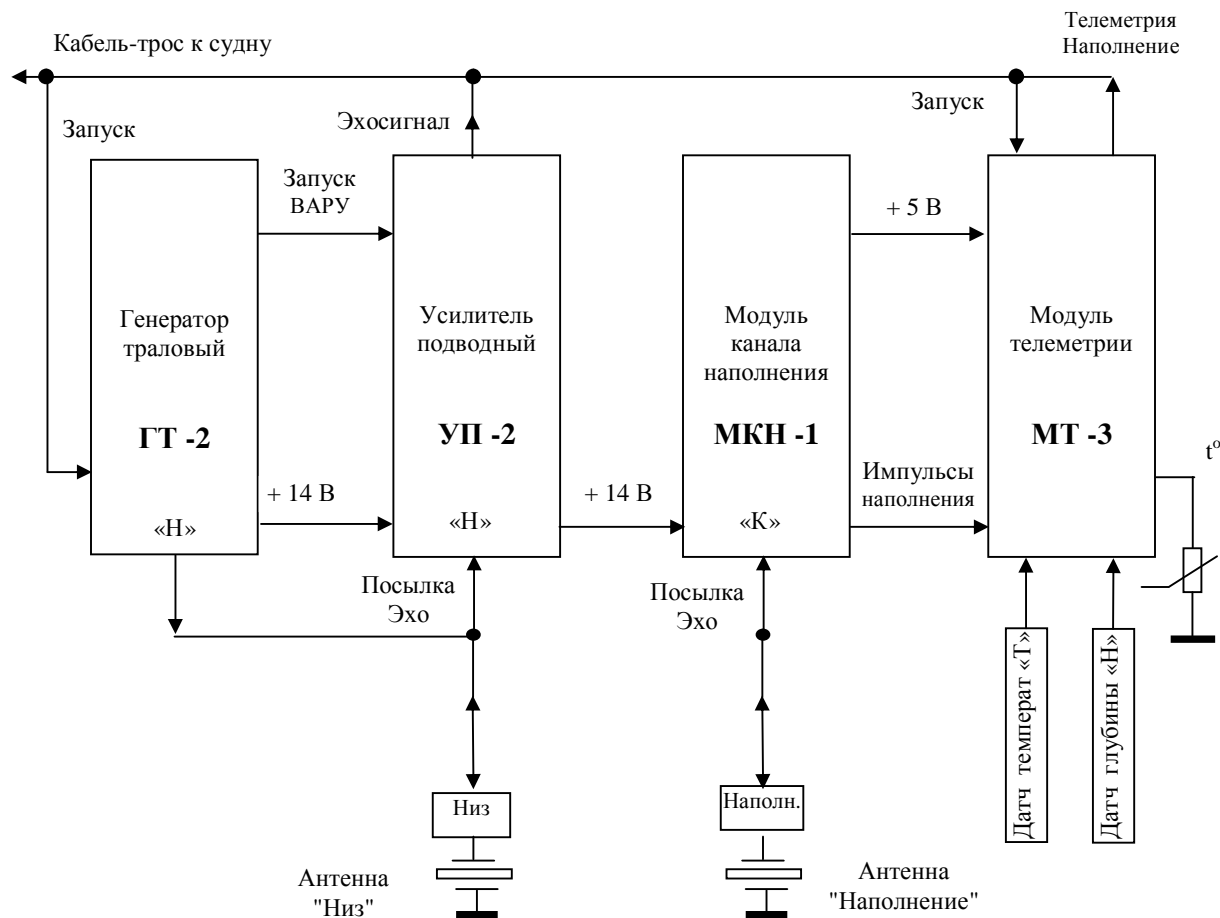 Телеметрия
Наполнение
Кабель-трос к судну
Запуск
Эхосигнал
Запуск
Запуск
ВАРУ
+ 5 В
Генератор
траловый
ГТ -2
Усилитель
подводный
УП -2
Модуль
канала
наполнения
МКН -1
Модуль
телеметрии
МТ -3
t°
+ 14 В
+ 14 В
Импульсы
наполнения
«Н»
«Н»
«К»
Посылка
Эхо
Посылка
Эхо
Датч температ «Т»
Датч глубины «Н»
Низ
Наполн.
Антенна
"Низ"
Антенна
"Наполнение"